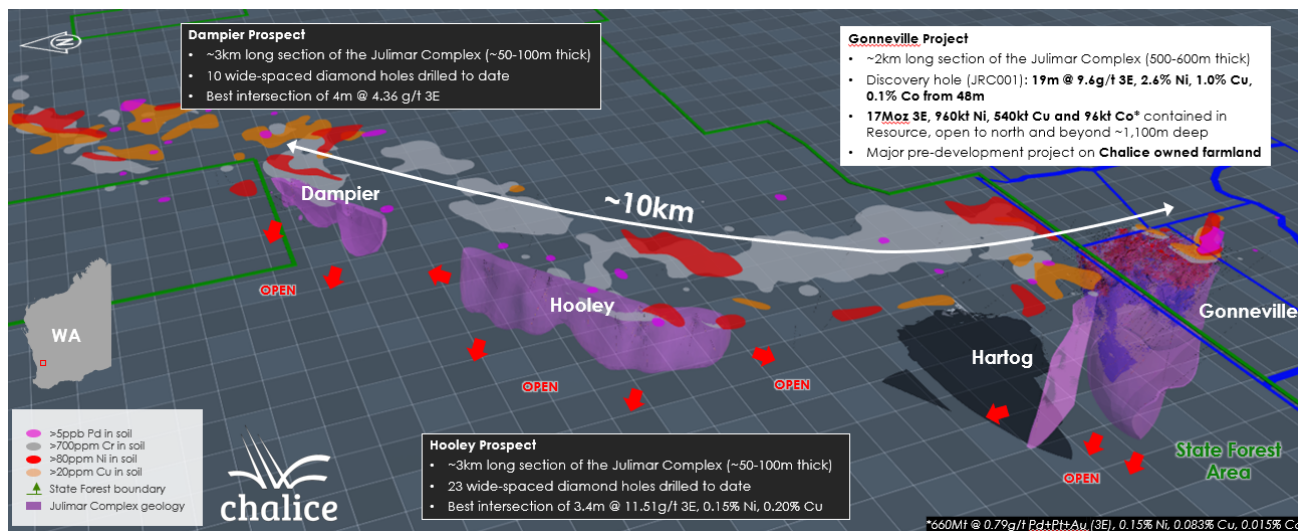 Dampier Prospect
• ~3km long section of the Julimar Complex (~50-100m thick)
• 10 wide-spaced diamond holes drilled to date
• Best intersection of 4m @ 4.36 g/t 3E
Gonneville Project
• ~2km long section of the Julimar Complex (500-600m thick)
• Discovery hole (JRC001): 19m @ 9.6g/t 3E, 2.6% Ni, 1.0% Cu,
0.1% Co from 48m
• 17Moz 3E, 960kt Ni, 540kt Cu and 96kt Co* contained in
Resource, open to north and beyond ~1,100m deep
• Major pre-development project on Chalice owned farmland
N
Dampier
~10km
OPEN
Hooley
Gonneville
WA
Hartog
OPEN
OPEN
OPEN
State Forest
Area
>5ppb Pd in soil
>700ppm Cr in soil
>80ppm Ni in soil
>20ppm Cu in soil
State Forest boundary
Julimar Complex geology
chalice
Hooley Prospect
• ~3km long section of the Julimar Complex (~50-100m thick)
• 23 wide-spaced diamond holes drilled to date
• Best intersection of 3.4m @ 11.51g/t 3E, 0.15% Ni, 0.20% Cu
*660Mt @ 0.79g/t Pd+Pt+Au (3E), 0.15% Ni, 0.083% Cu, 0.015% Co